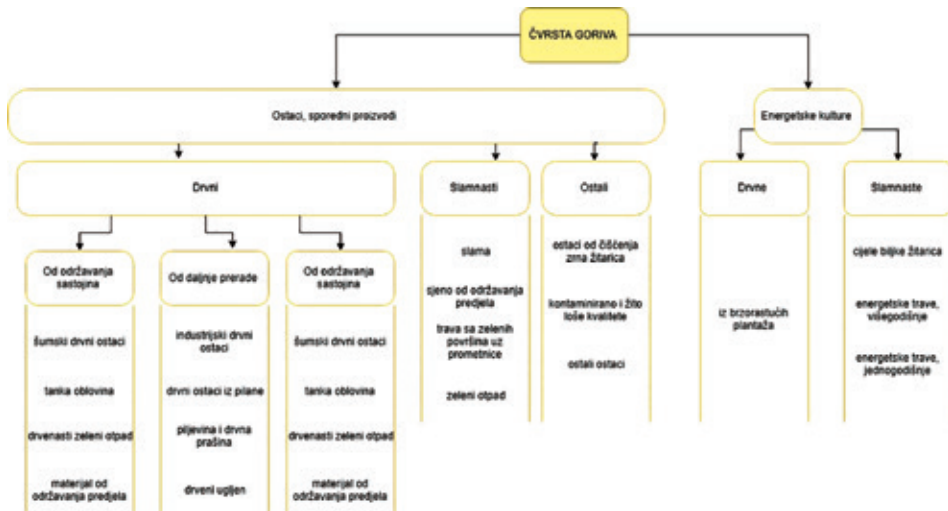 ČVRSTA GORIVA
Ostaci, sporedni proizvodi
Energetske kulture
Drvni
Slamnasti
Ostali
Drvne
Slamnaste
Od održavanja
sastojina
šumski drvni ostaci
tanka oblovina
drvenasti zeleni otpad
materijal od
održavanja predjela
Od daljnje prerade
industrijski drvni
ostaci
drvni ostaci iz pilane
piljevina i drvna
prašina
drveni ugljen
Od održavanja
sastojina
šumski drvni ostaci
tanka oblovina
drvenasti zeleni otpad
materijal od
održavanja predjela
slama
sjeno od održavanja
predjela
trava sa zelenih
površina uz
prometnice
zeleni otpad
ostaci od čišćenja
zrna žitarica
kontaminirano i žito
loše kvalitete
ostali ostaci
iz brzorastućih
plantaža
cijele biljke žitarica
energetske trave,
višegodišnje
energetske trave,
jednogodišnje